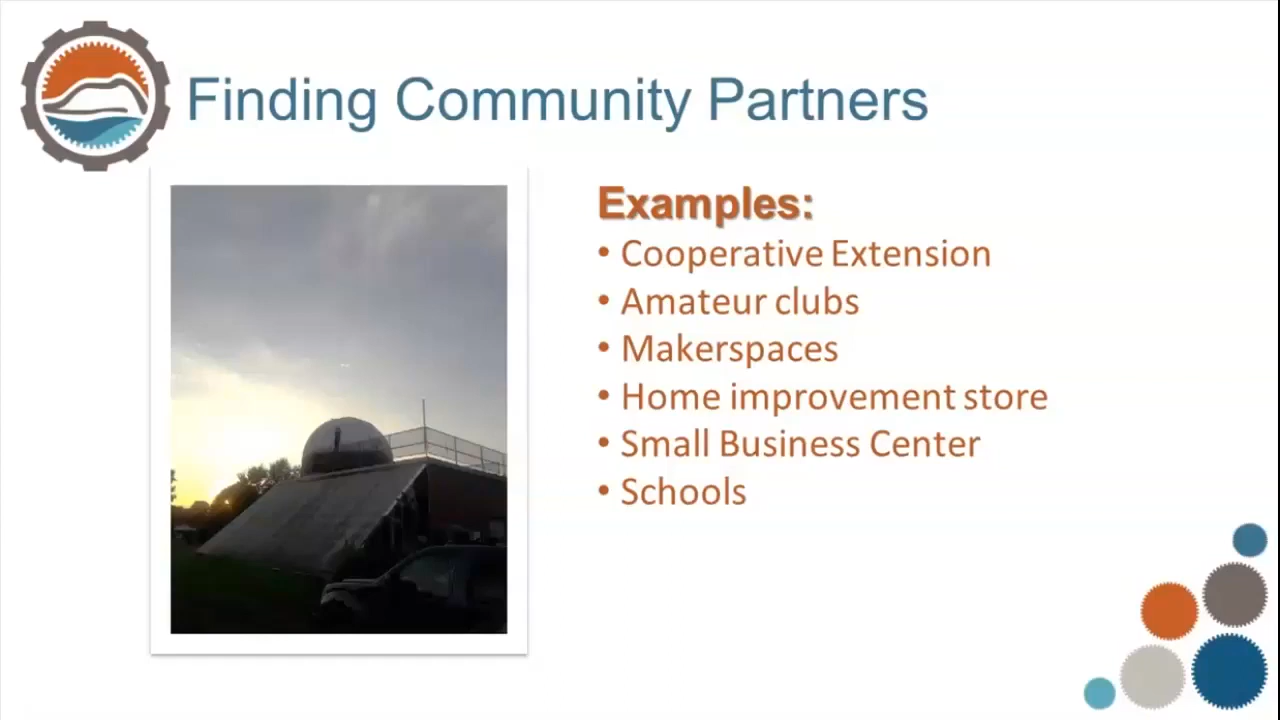 Finding Community Partners
Examples:
• Cooperative Extension
• Amateur clubs
• Makerspaces
• Home improvement store
• Small Business Center
• Schools